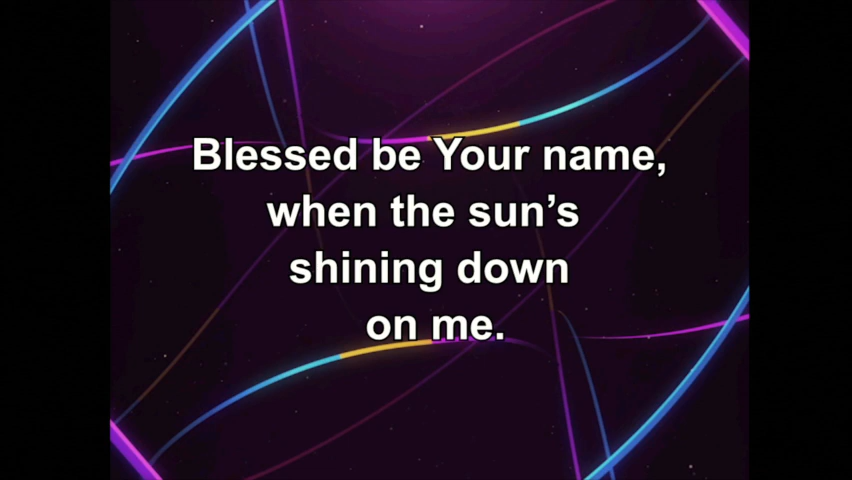 Blessed be Your name,
when the sun’s
shining down
on me.